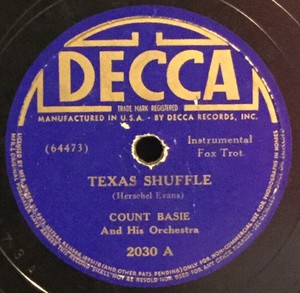 DECCA
TRADE MARK REGISTERED
MANUFACTURED IN U.S.A. - BY DECCA RECORDS, INC.
(64473)
Instrumental
Fox Trot.
TEXAS SHUFFLE
(Herschel Evans)
COUNT BASIE
And His Orchestra
2030 A